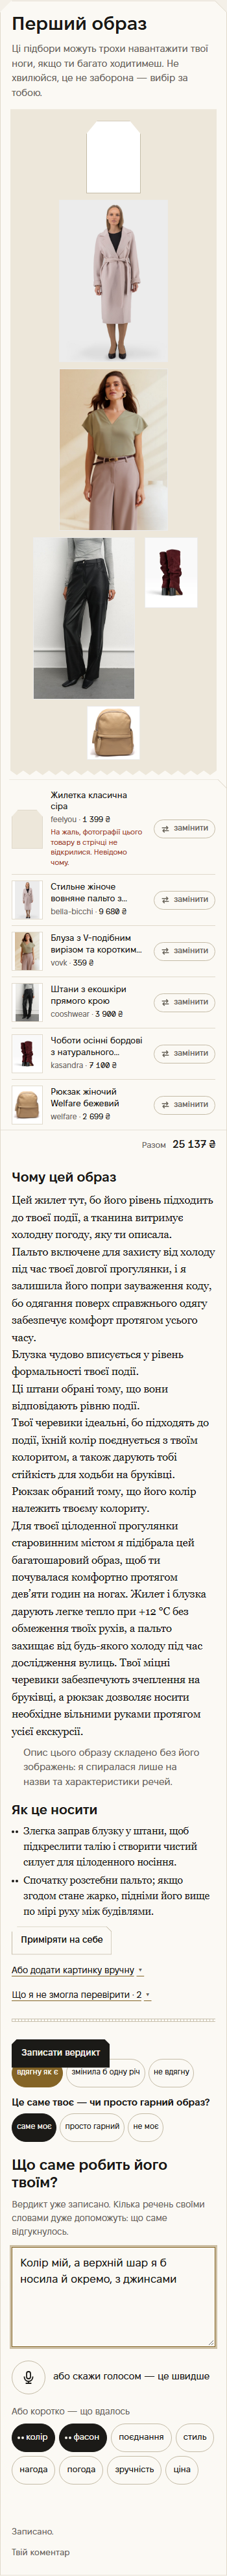 Перший образ
Ці підбори можуть трохи навантажити твої
ноги, якщо ти багато ходитимеш. Не
хвилюйся, це не заборона — вибір за
тобою.
Жилетка класична
сіра
feelyou · 1 399 ₴
На жаль, фотографії цього
товару в стрічці не
відкрилися. Невідомо
чому.
замінити
Стильне жіноче
вовняне пальто з…
bella-bicchi · 9 680 ₴
замінити
Блуза з V-подібним
вирізом та коротким…
vovk · 359 ₴
замінити
Штани з екошкіри
прямого крою
cooshwear · 3 900 ₴
замінити
Чоботи осінні бордові
з натурального…
kasandra · 7 100 ₴
замінити
Рюкзак жіночий
Welfare бежевий
welfare · 2 699 ₴
замінити
Разом 25 137 ₴
Чому цей образ
Цей жилет тут, бо його рівень підходить
до твоєї події, а тканина витримує
холодну погоду, яку ти описала.
Пальто включене для захисту від холоду
під час твоєї довгої прогулянки, і я
залишила його попри зауваження коду,
бо одягання поверх справжнього одягу
забезпечує комфорт протягом усього
часу.
Блузка чудово вписується у рівень
формальності твоєї події.
Ці штани обрані тому, що вони
відповідають рівню події.
Твої черевики ідеальні, бо підходять до
події, їхній колір поєднується з твоїм
колоритом, а також дарують тобі
стійкість для ходьби на бруківці.
Рюкзак обраний тому, що його колір
належить твоєму колориту.
Для твоєї цілоденної прогулянки
старовинним містом я підібрала цей
багатошаровий образ, щоб ти
почувалася комфортно протягом
дев'яти годин на ногах. Жилет і блузка
дарують легке тепло при +12 °C без
обмеження твоїх рухів, а пальто
захищає від будь-якого холоду під час
дослідження вулиць. Твої міцні
черевики забезпечують зчеплення на
бруківці, а рюкзак дозволяє носити
необхідне вільними руками протягом
усієї екскурсії.
Опис цього образу складено без його
зображень: я спиралася лише на
назви та характеристики речей.
Як це носити
Злегка заправ блузку у штани, щоб
підкреслити талію і створити чистий
силует для цілоденного носіння.
Спочатку розстебни пальто; якщо
згодом стане жарко, підніми його вище
по мірі руху між будівлями.
Приміряти на себе
Або додати картинку вручну
Що я не змогла перевірити · 2
Записати вердикт
вдягну як є
змінила б одну річ
не вдягну
Це саме твоє — чи просто гарний образ?
саме моє
просто гарний
не моє
Що саме робить його
твоїм?
Вердикт уже записано. Кілька речень своїми
словами дуже допоможуть: що саме
відгукнулось.
Колір мій, а верхній шар я б
носила й окремо, з джинсами
або скажи голосом — це швидше
Або коротко — що вдалось
колір
фасон
поєднання
стиль
нагода
погода
зручність
ціна
Записано.
Твій коментар